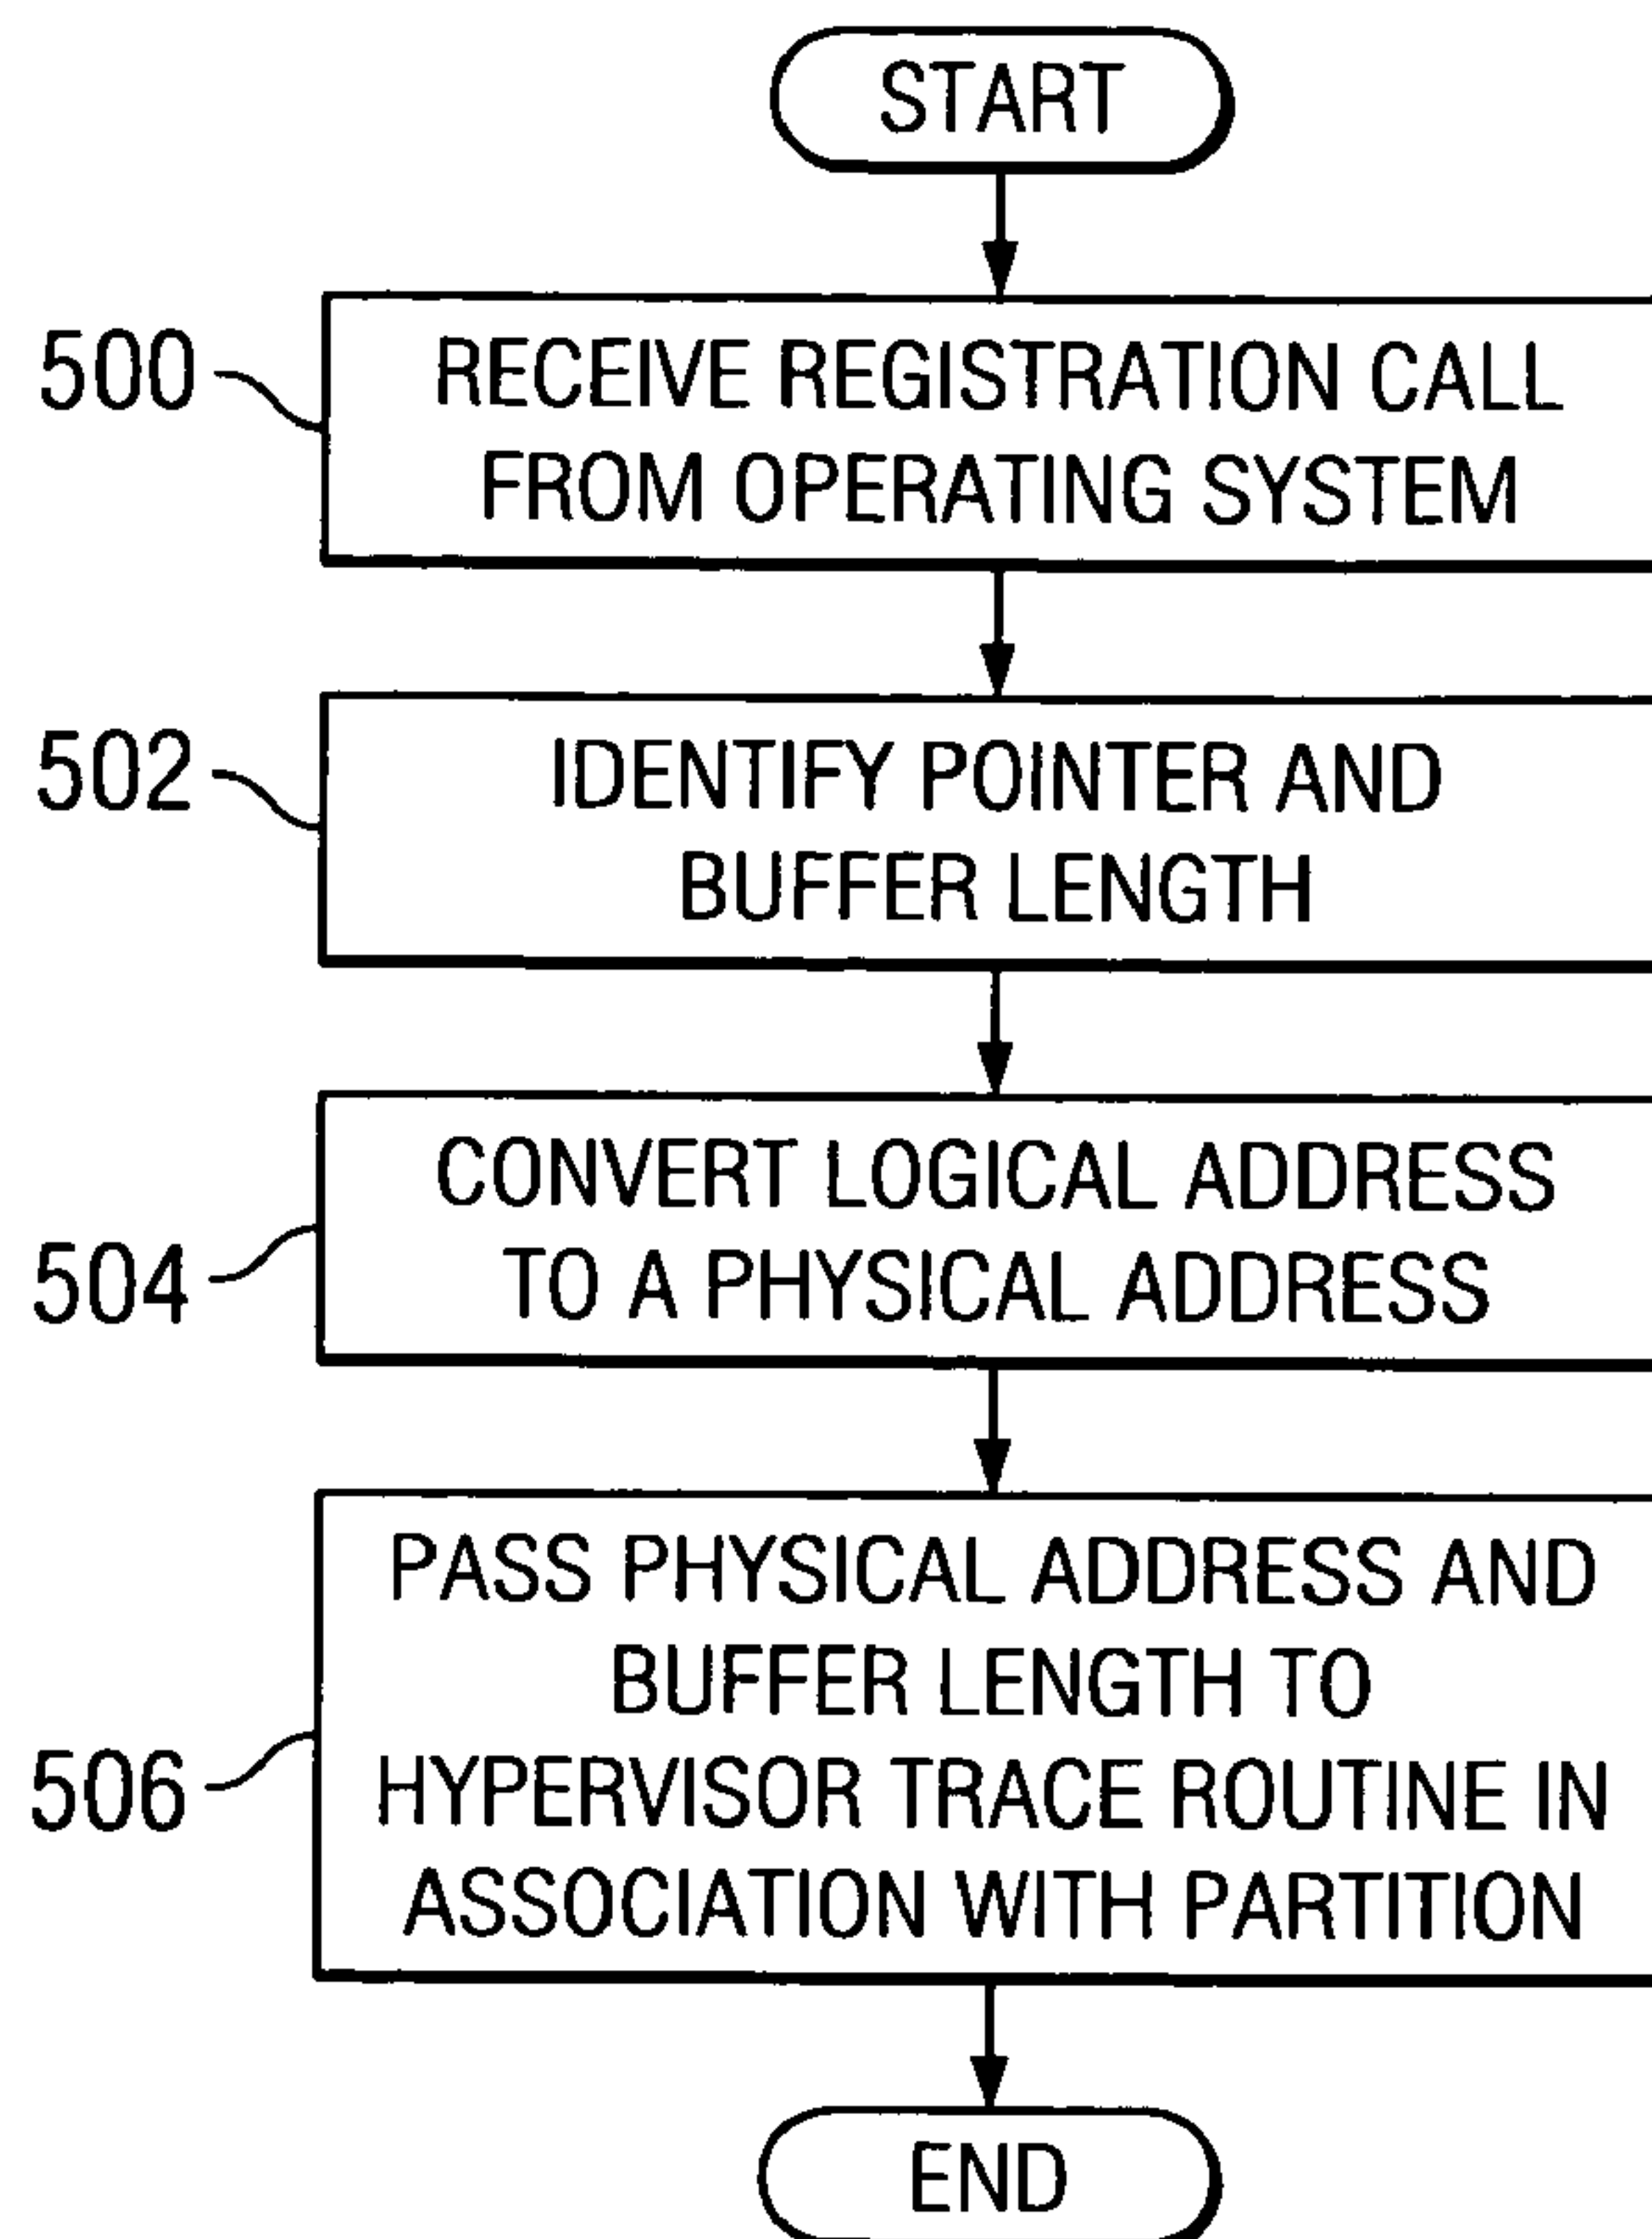 START
500
RECEIVE REGISTRATION CALL
FROM OPERATING SYSTEM
502
IDENTIFY POINTER AND
BUFFER LENGTH
CONVERT LOGICAL ADDRESS
TO A PHYSICAL ADDRESS
504
PASS PHYSICAL ADDRESS AND
BUFFER LENGTH TO
HYPERVISOR TRACE ROUTINE IN
ASSOCIATION WITH PARTITION
506
END